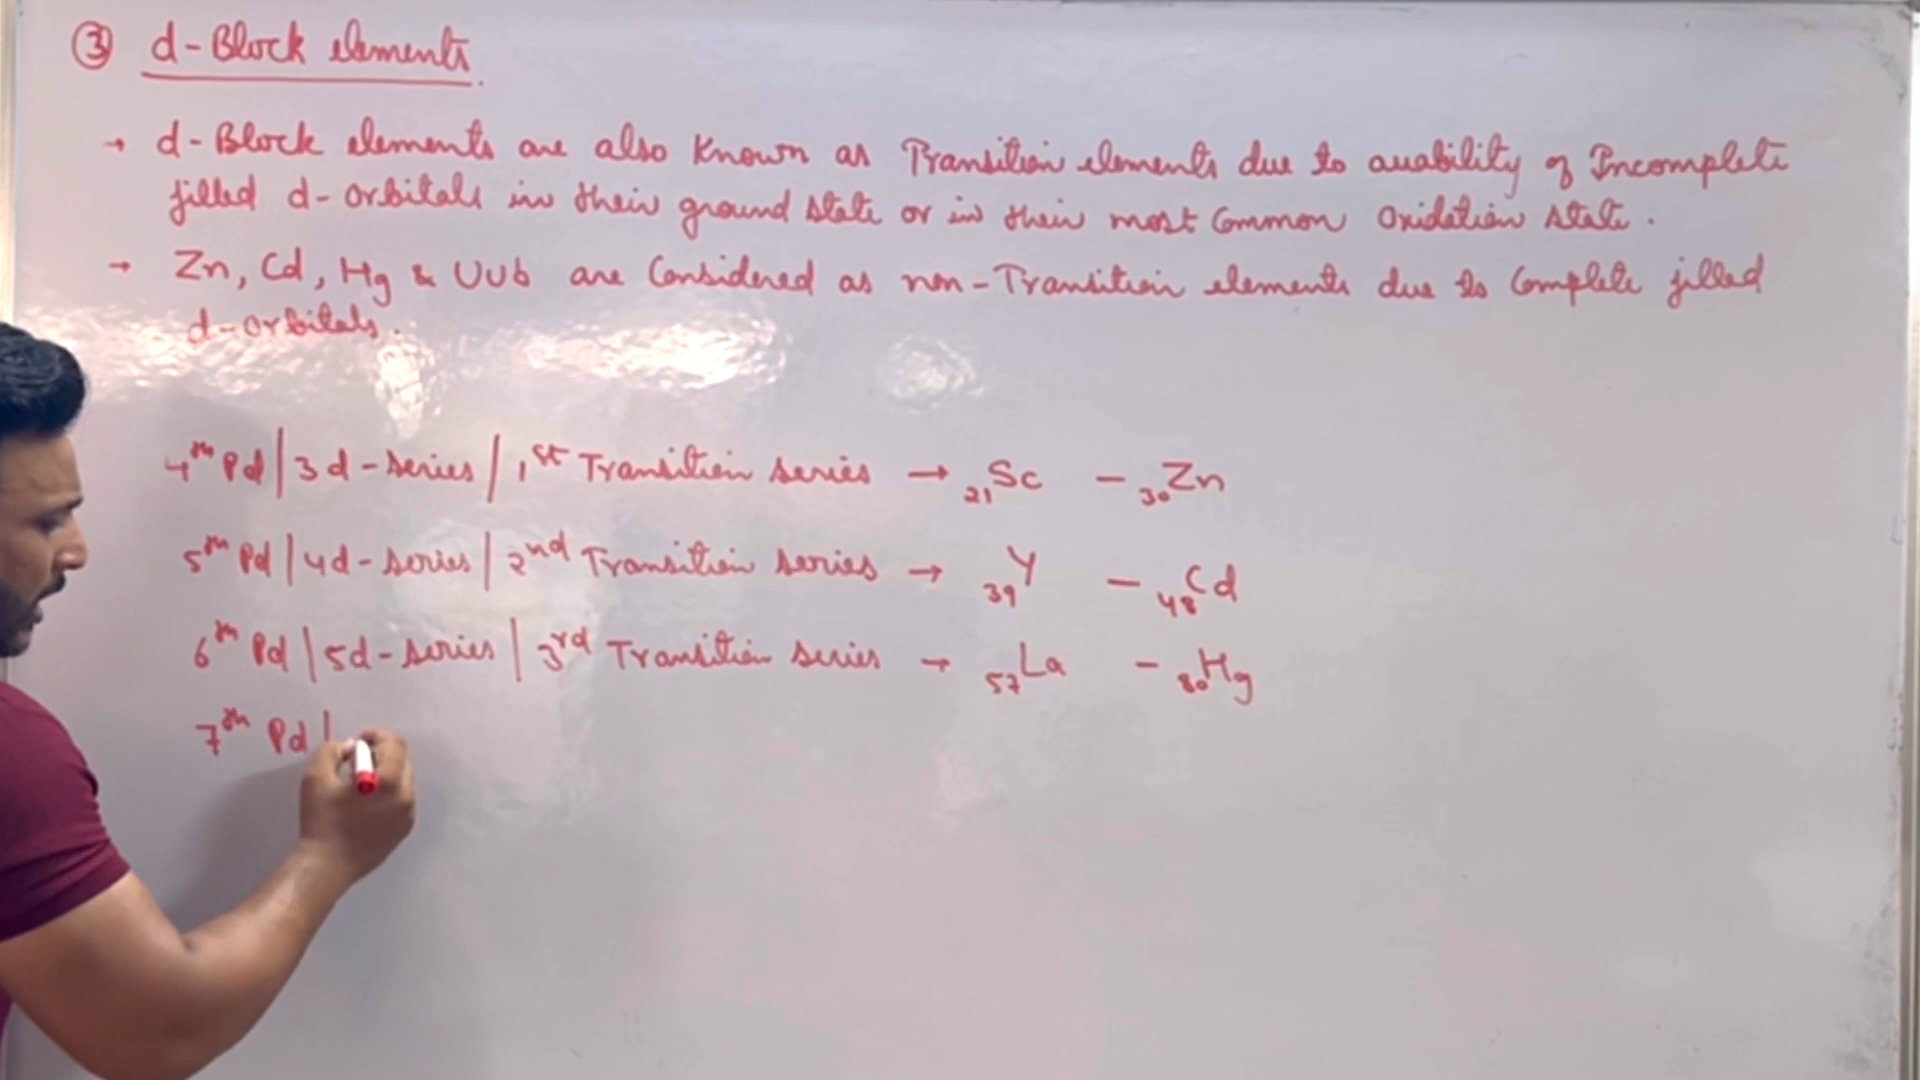 ③ d-Block elements
→ d-Block elements are also known as Transition elements due to avability of Incomplete
filled d-orbitals in their ground state or in their most Common Oxidation state.
→ Zn, Cd, Hg & Uub are Considered as non-Transition elements due to Complete filled
d-orbitals.
4th Pd | 3d-series / 1st Transition series → 21Sc - 30Zn
5th Pd | 4d-series | 2nd Transition series → 39Y - 48Cd
6th Pd | 5d-series | 3rd Transition series → 57La - 80Hg
7th Pd |